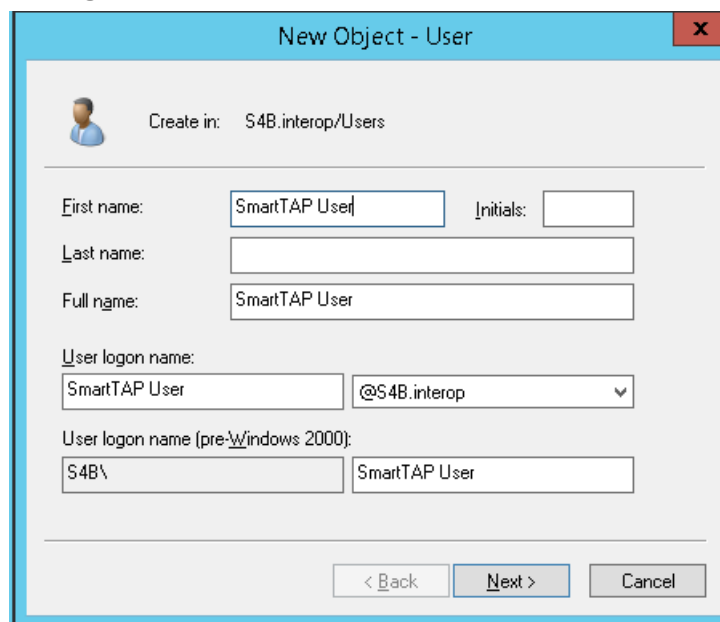 New Object - User
x
Create in: S4B.interop/Users
First name: SmartTAP User Initials:
Last name:
Full name: SmartTAP User
User logon name:
SmartTAP User @S4B.interop
User logon name (pre-Windows 2000):
S4B\ SmartTAP User
< Back Next > Cancel